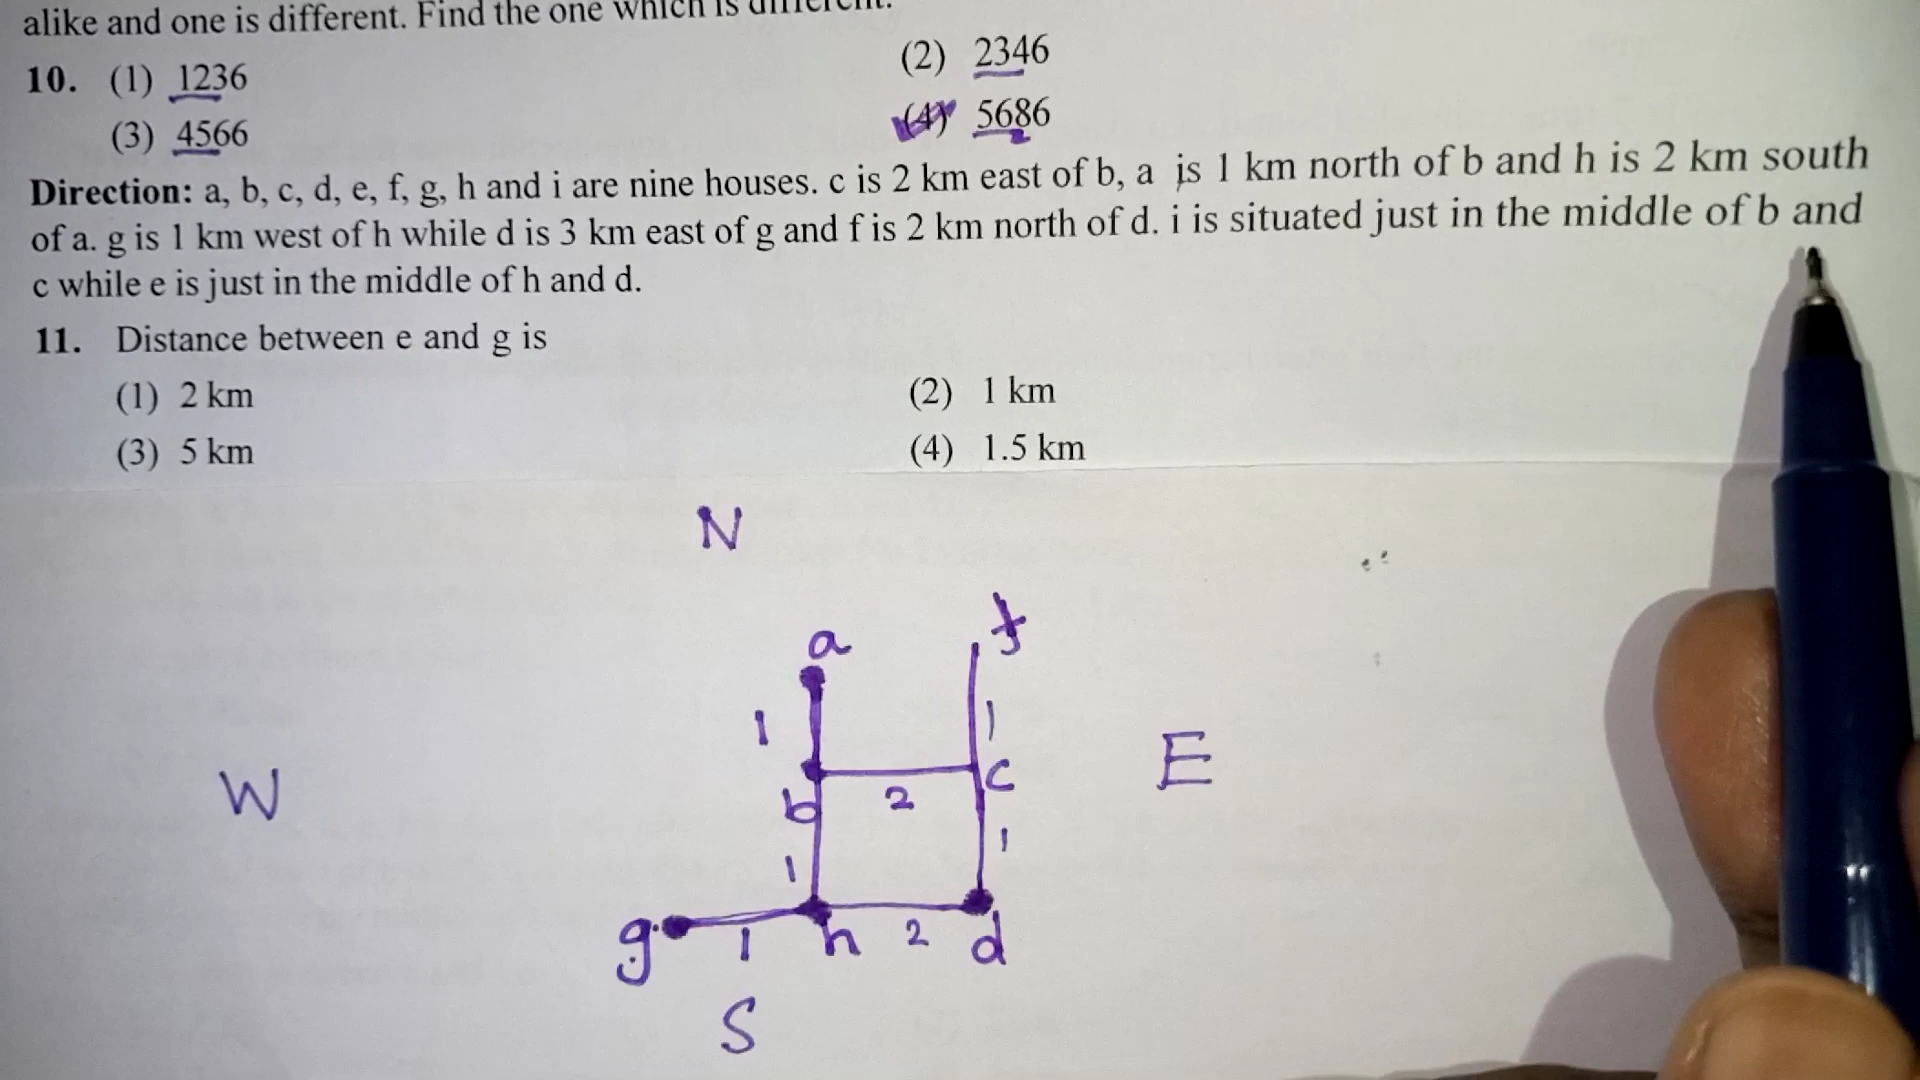 alike and one is different. Find the one which is different.
10. (1) 1236 (2) 2346
(3) 4566 (4) 5686
Direction: a, b, c, d, e, f, g, h and i are nine houses. c is 2 km east of b, a is 1 km north of b and h is 2 km south
of a. g is 1 km west of h while d is 3 km east of g and f is 2 km north of d. i is situated just in the middle of b and
c while e is just in the middle of h and d.
11. Distance between e and g is
(1) 2 km (2) 1 km
(3) 5 km (4) 1.5 km
N
a f
1 1
W b 2 c E
1 1
g 1 h 2 d
S